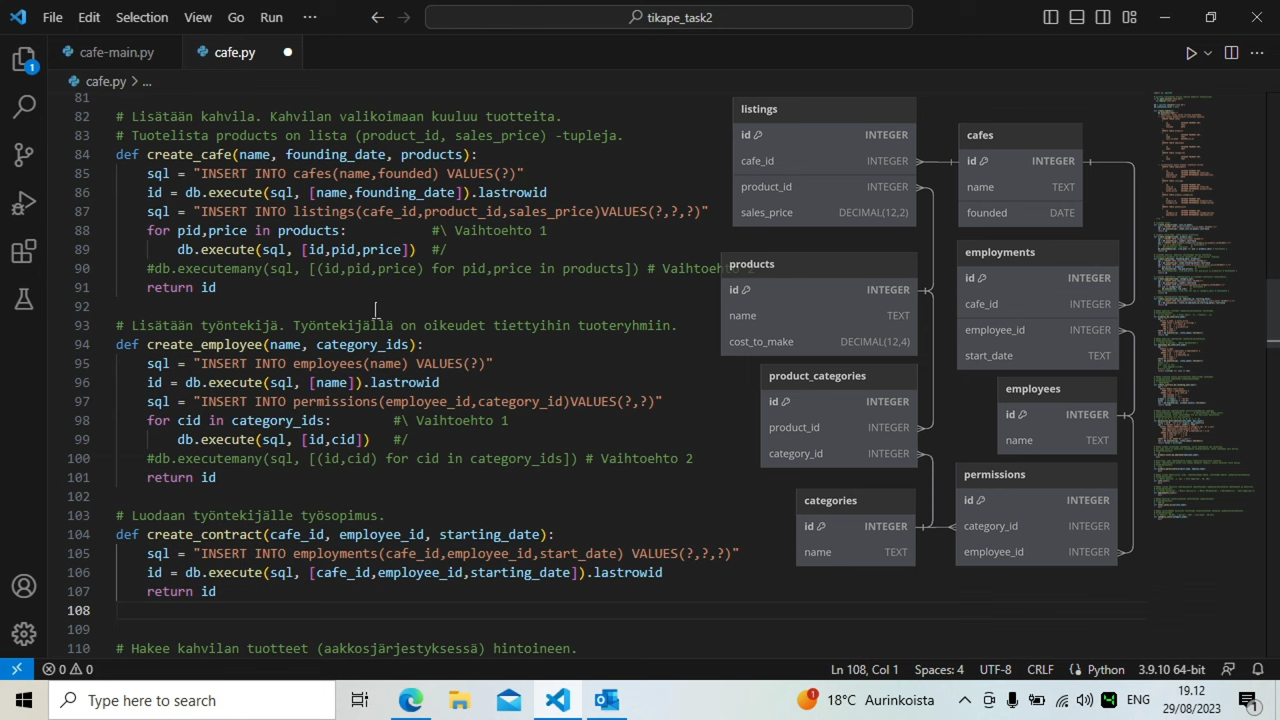 File Edit Selection View Go Run ··· tikape_task2
cafe-main.py cafe.py
cafe.py > ...
81
82 # Lisätään kahvila. Kahvilan valikoimaan kuuluu tuotteita.
83 # Tuotelista products on lista (product_id, sales_price) -tupleja.
84 def create_cafe(name, founding_date, products):
85 sql = "INSERT INTO cafes(name,founded) VALUES(?)"
86 id = db.execute(sql, [name,founding_date]).lastrowid
87 sql = "INSERT INTO listings(cafe_id,product_id,sales_price)VALUES(?,?,?)"
88 for pid,price in products: #\ Vaihtoehto 1
89 db.execute(sql, [id,pid,price]) #/
90 #db.executemany(sql, [(id,pid,price) for pid,price in products]) # Vaihtoehto 2
91 return id
92
93 # Lisätään työntekijä. Työntekijällä on oikeudet tiettyihin tuoteryhmiin.
94 def create_employee(name, category_ids):
95 sql = "INSERT INTO employees(name) VALUES(?)"
96 id = db.execute(sql, [name]).lastrowid
97 sql = "INSERT INTO permissions(employee_id,category_id)VALUES(?,?)"
98 for cid in category_ids: #\ Vaihtoehto 1
99 db.execute(sql, [id,cid]) #/
100 #db.executemany(sql, [(id,cid) for cid in category_ids]) # Vaihtoehto 2
101 return id
102
103 # Luodaan työntekijälle työsopimus.
104 def create_contract(cafe_id, employee_id, starting_date):
105 sql = "INSERT INTO employments(cafe_id,employee_id,start_date) VALUES(?,?,?)"
106 id = db.execute(sql, [cafe_id,employee_id,starting_date]).lastrowid
107 return id
108
109
110 # Hakee kahvilan tuotteet (aakkosjärjestyksessä) hintoineen.
listings
id INTEGER
cafe_id INTEGER
product_id INTEGER
sales_price DECIMAL(12,2)
cafes
id INTEGER
name TEXT
founded DATE
products
id INTEGER
name TEXT
cost_to_make DECIMAL(12,4)
employments
id INTEGER
cafe_id INTEGER
employee_id INTEGER
start_date TEXT
product_categories
id INTEGER
product_id INTEGER
category_id INTEGER
employees
id INTEGER
name TEXT
categories
id INTEGER
name TEXT
permissions
id INTEGER
category_id INTEGER
employee_id INTEGER
1
0 0 Ln 108, Col 1 Spaces: 4 UTF-8 CRLF Python 3.9.10 64-bit
Type here to search 1 18°C Aurinkoista ENG 19.12
29/08/2023 1